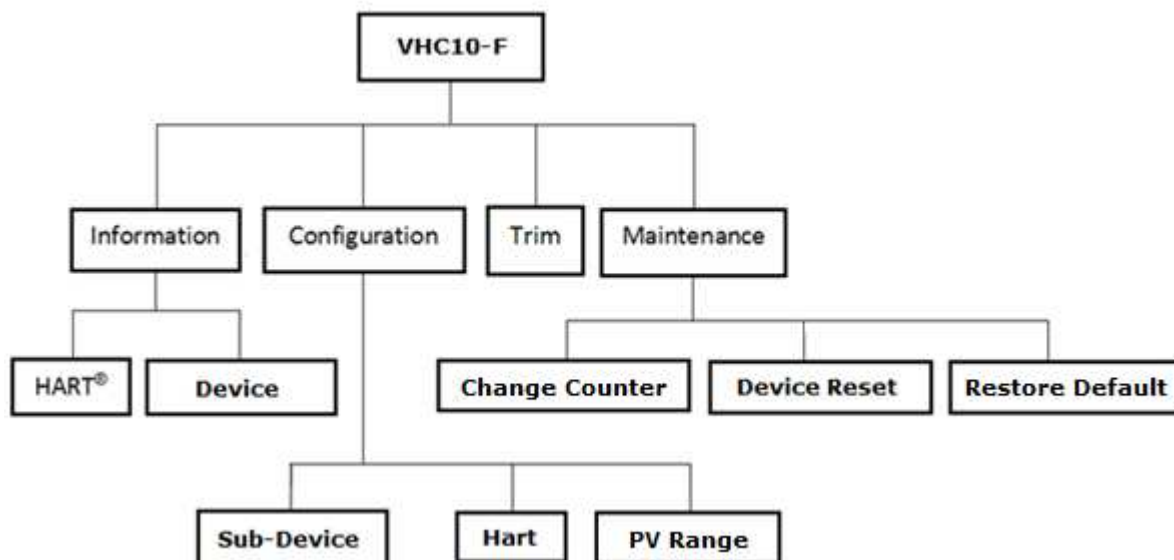 VHC10-F
Information
Configuration
Trim
Maintenance
HART®
Device
Change Counter
Device Reset
Restore Default
Sub-Device
Hart
PV Range